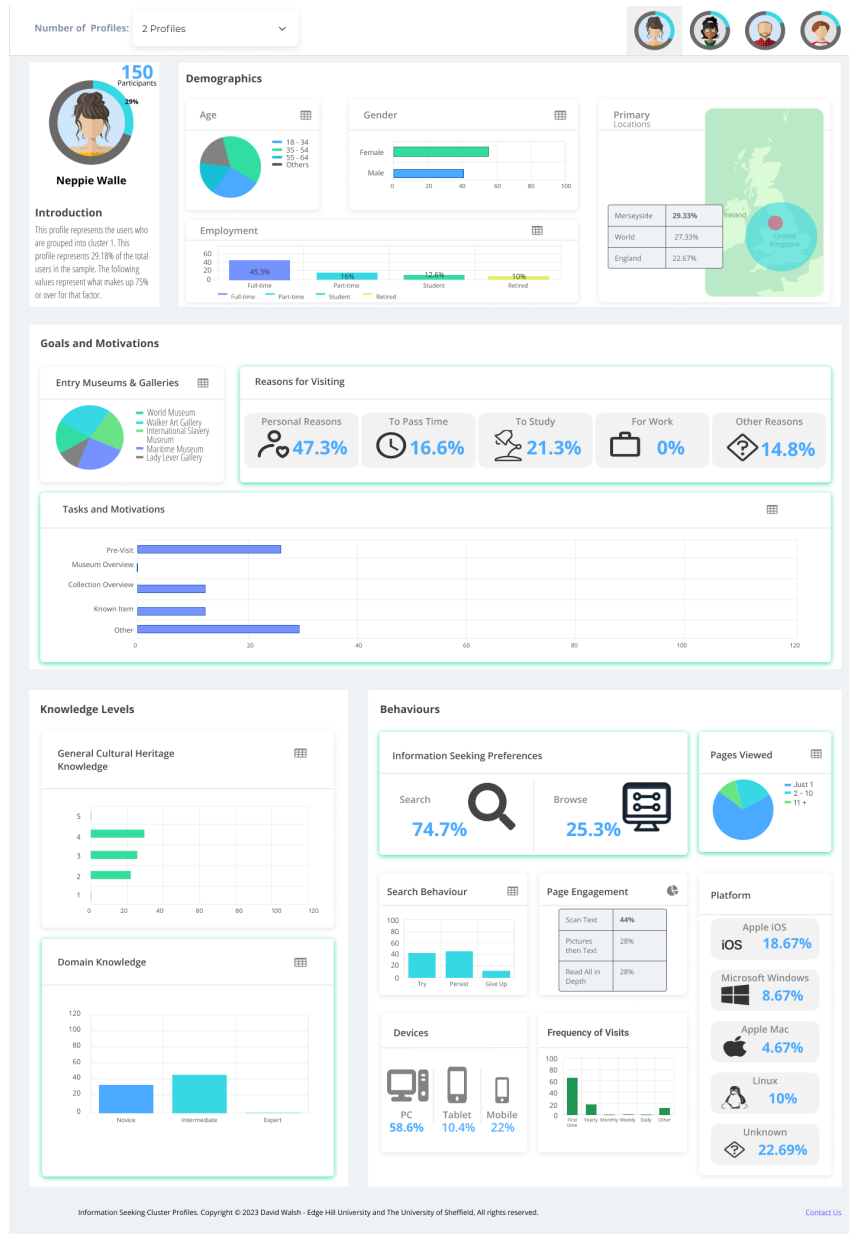 Number of Profiles:
2 Profiles
150
Participants
29%
Neppie Walle
Introduction
This profile represents the users who
are grouped into cluster 1. This
profile represents 29.18% of the total
users in the sample. The following
values represent what makes up 75%
or over for that factor.
Demographics
Age
18 - 34
35 - 54
55 - 64
Others
Gender
Female
Male
0 20 40 60 80 100
Primary
Locations
Ireland
United
Kingdom
Merseyside 29.33%
World 27.33%
England 22.67%
Employment
60
40
20
0
45.3% 16% 12.6% 10%
Full-time Part-time Student Retired
Full-time Part-time Student Retired
Goals and Motivations
Entry Museums & Galleries
World Museum
Walker Art Gallery
International Slavery
Museum
Maritime Museum
Lady Lever Gallery
Reasons for Visiting
Personal Reasons
47.3%
To Pass Time
16.6%
To Study
21.3%
For Work
0%
Other Reasons
14.8%
Tasks and Motivations
Pre-Visit
Museum Overview
Collection Overview
Known Item
Other
0 20 40 60 80 100 120
Knowledge Levels
General Cultural Heritage
Knowledge
5
4
3
2
1
0 20 40 60 80 100 120
Domain Knowledge
120
100
80
60
40
20
0
Novice Intermediate Expert
Behaviours
Information Seeking Preferences
Search
74.7%
Browse
25.3%
Pages Viewed
Just 1
2 - 10
11 +
Search Behaviour
100
80
60
40
20
0
Try Persist Give Up
Page Engagement
Scan Text 44%
Pictures
then Text
28%
Read All in
Depth
28%
Platform
Apple iOS
iOS 18.67%
Microsoft Windows
8.67%
Apple Mac
4.67%
Linux
10%
Unknown
22.69%
Devices
PC
58.6%
Tablet
10.4%
Mobile
22%
Frequency of Visits
100
80
60
40
20
0
First
time
Yearly Monthly Weekly Daily Other
Information Seeking Cluster Profiles. Copyright © 2023 David Walsh - Edge Hill University and The University of Sheffield, All rights reserved.
Contact Us